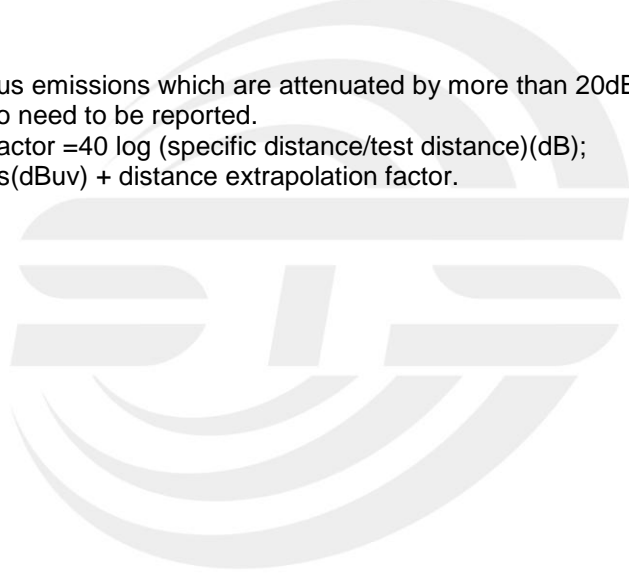 us emissions which are attenuated by more than 20dB
o need to be reported.
actor =40 log (specific distance/test distance)(dB);
s(dBuv) + distance extrapolation factor.
STS